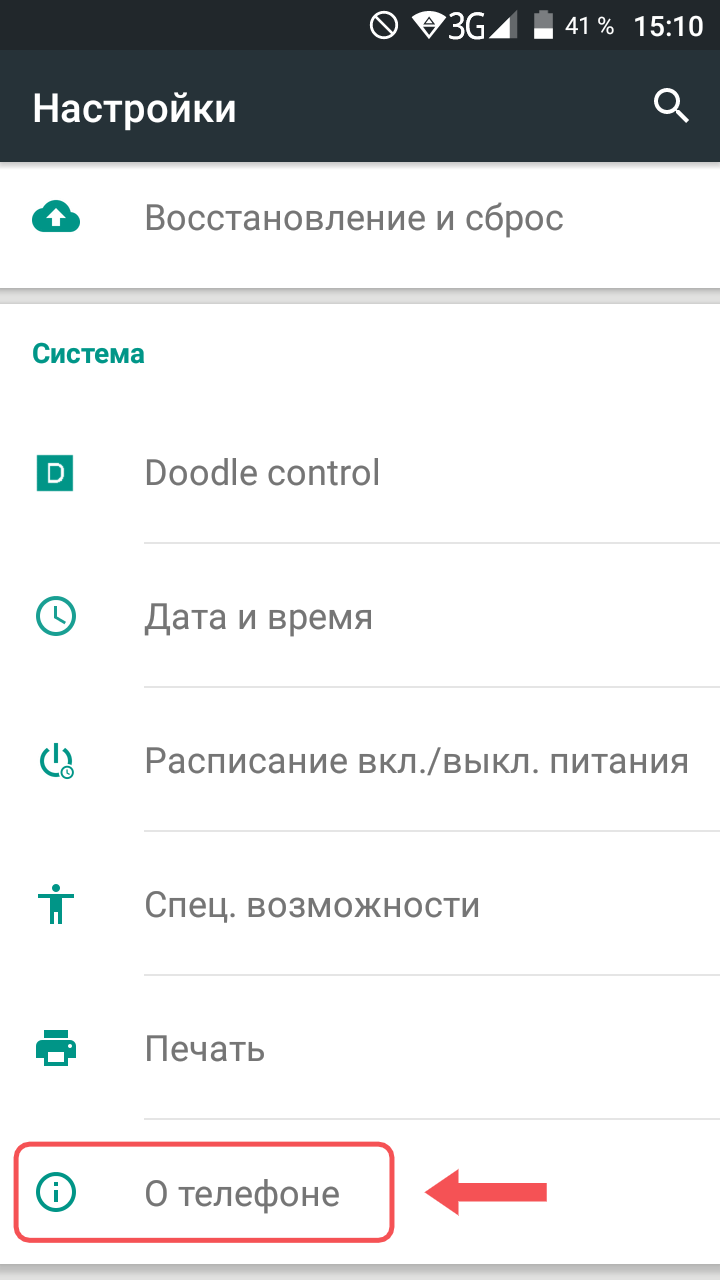 3G 41 % 15:10
Настройки
Восстановление и сброс
Система
D Doodle control
Дата и время
Расписание вкл./выкл. питания
Спец. возможности
Печать
О телефоне